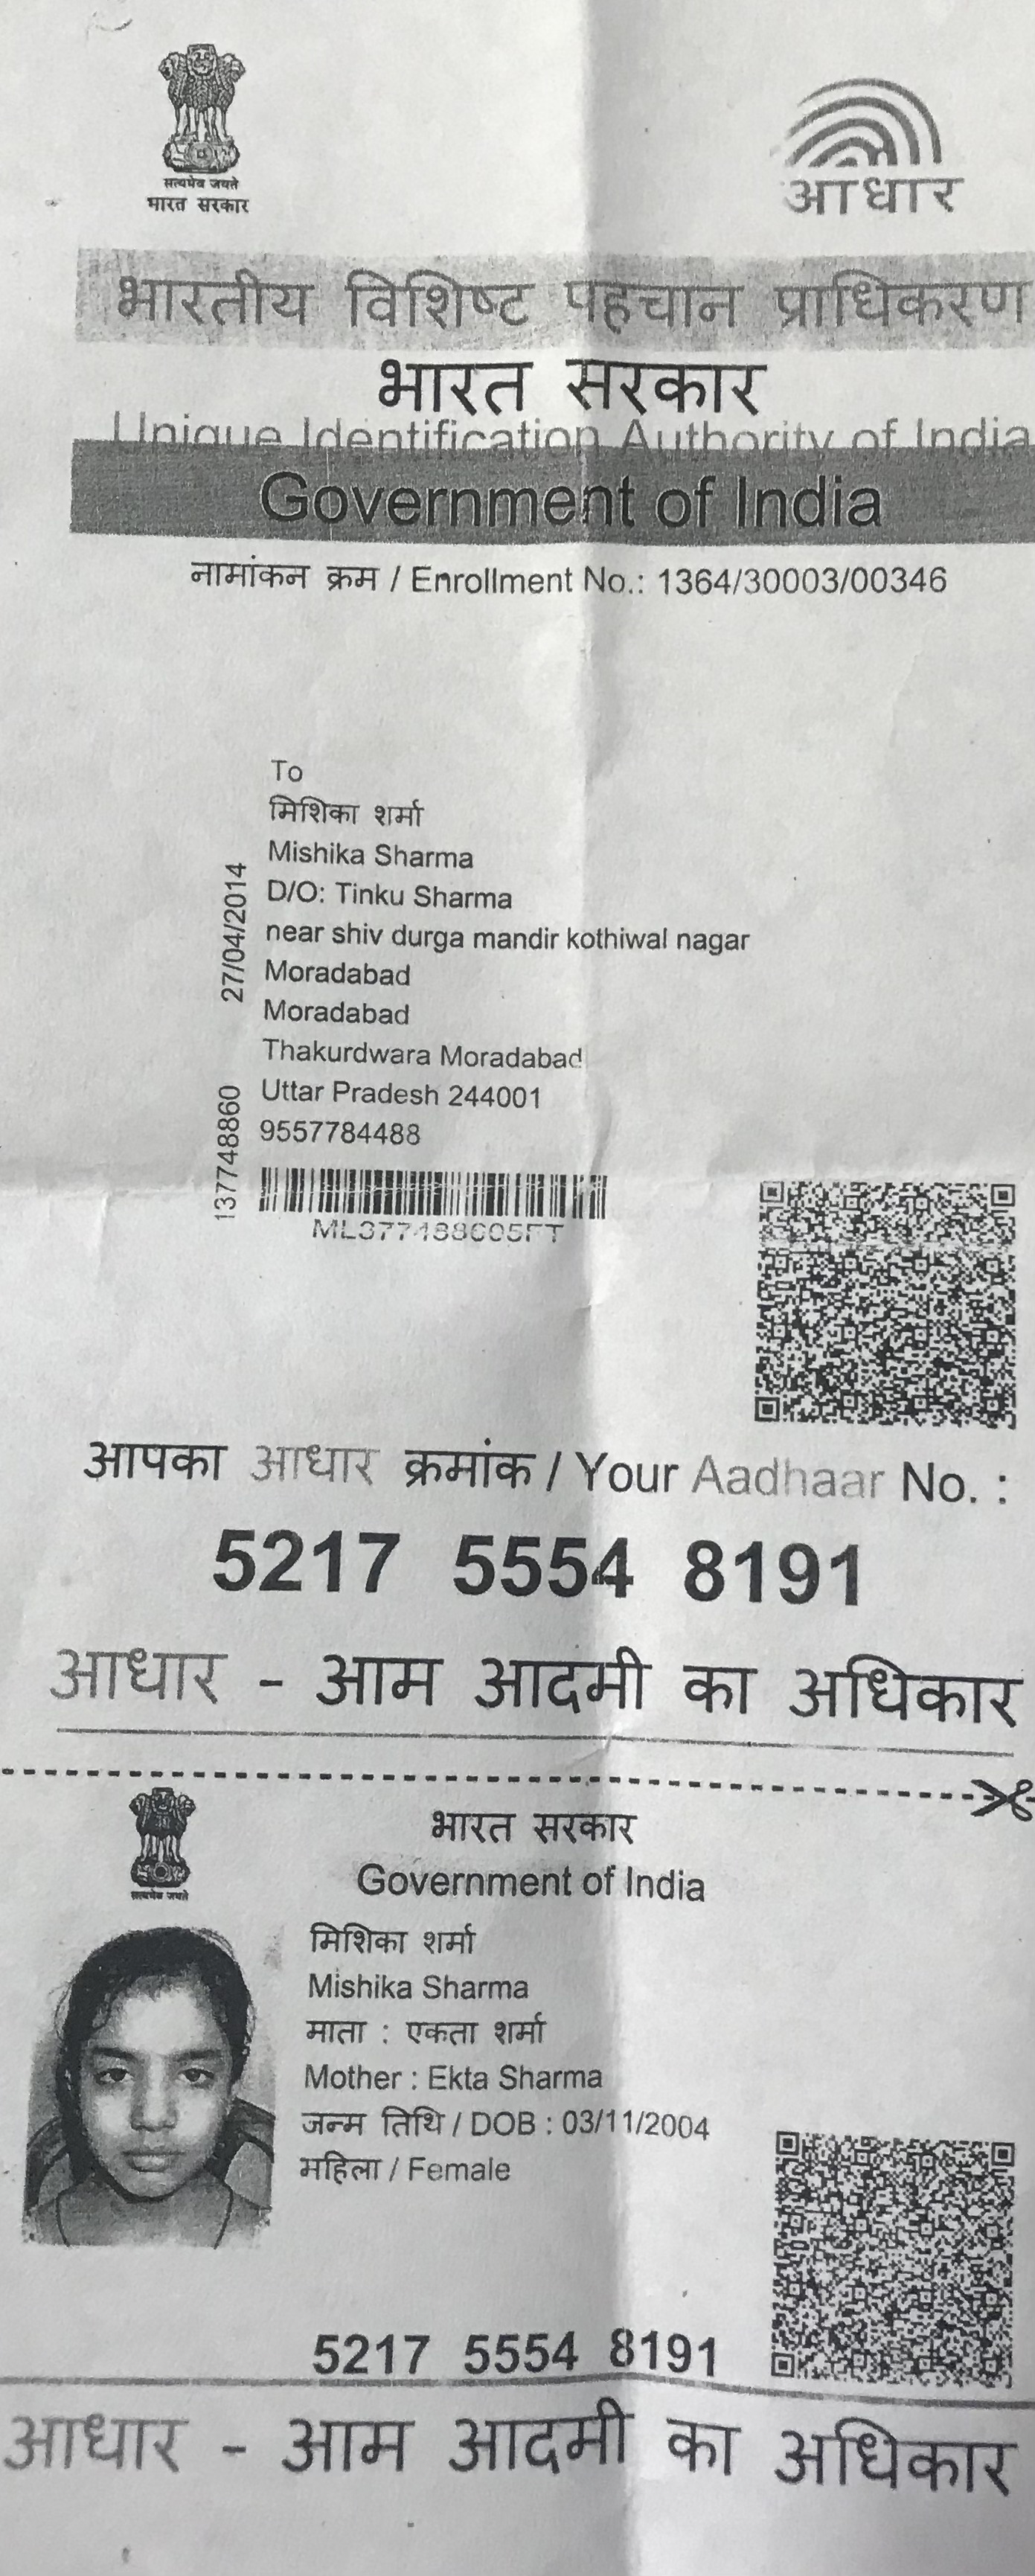 सत्यमेव जयते
भारत सरकार
आधार
भारतीय विशिष्ट पहचान प्राधिकरण
भारत सरकार
Unique Identification Authority of India
Government of India
नामांकन क्रम / Enrollment No.: 1364/30003/00346
To
मिशिका शर्मा
Mishika Sharma
D/O: Tinku Sharma
near shiv durga mandir kothiwal nagar
Moradabad
Moradabad
Thakurdwara Moradabad
Uttar Pradesh 244001
9557784488
27/04/2014
137748860
आपका आधार क्रमांक / Your Aadhaar No. :
5217 5554 8191
आधार - आम आदमी का अधिकार
सत्यमेव जयते
भारत सरकार
Government of India
मिशिका शर्मा
Mishika Sharma
माता : एकता शर्मा
Mother : Ekta Sharma
जन्म तिथि / DOB : 03/11/2004
महिला / Female
5217 5554 8191
आधार - आम आदमी का अधिकार